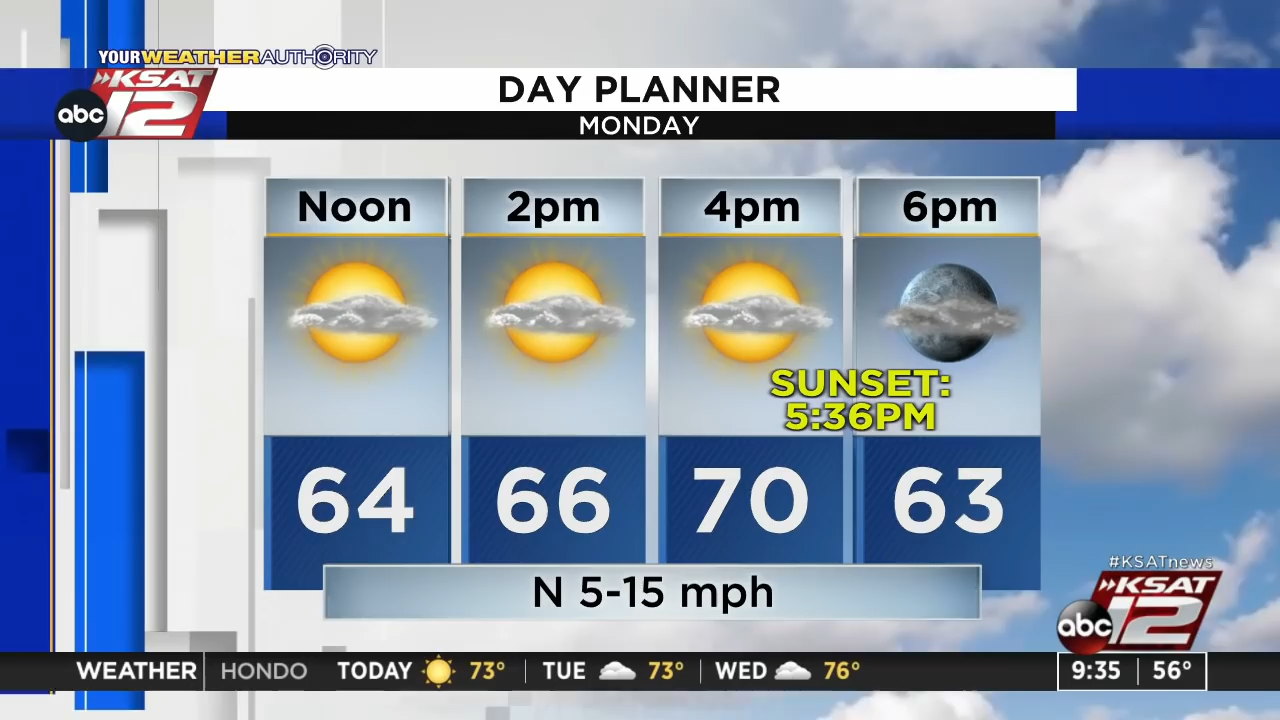 YOURWEATHERAUTHORITY
KSAT
abc 12
DAY PLANNER
MONDAY
Noon 2pm 4pm 6pm
SUNSET:
5:36PM
64 66 70 63
N 5-15 mph
#KSATnews
KSAT
abc 12
WEATHER HONDO TODAY 73° TUE 73° WED 76° 9:35 56°